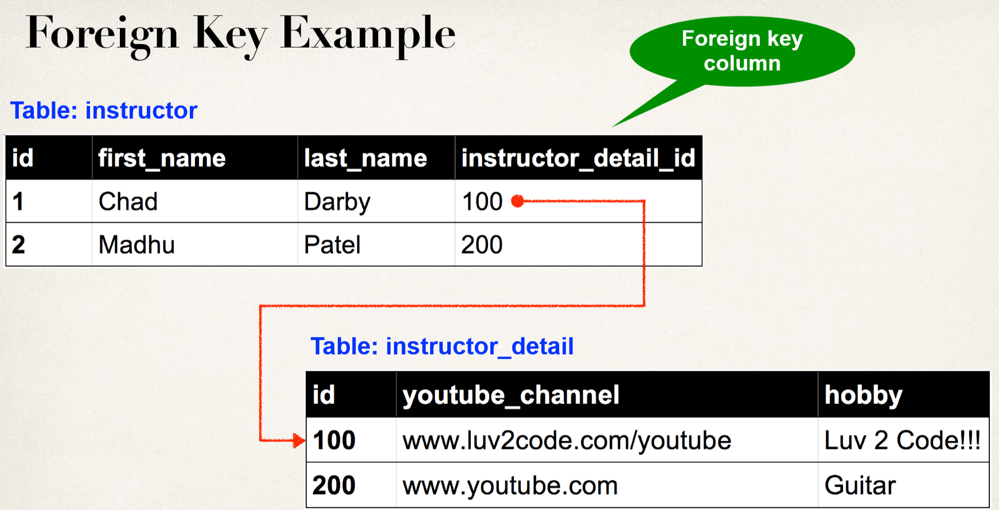 Foreign Key Example
Foreign key
column
Table: instructor
id first_name last_name instructor_detail_id
1 Chad Darby 100
2 Madhu Patel 200
Table: instructor_detail
id youtube_channel hobby
100 www.luv2code.com/youtube Luv 2 Code!!!
200 www.youtube.com Guitar